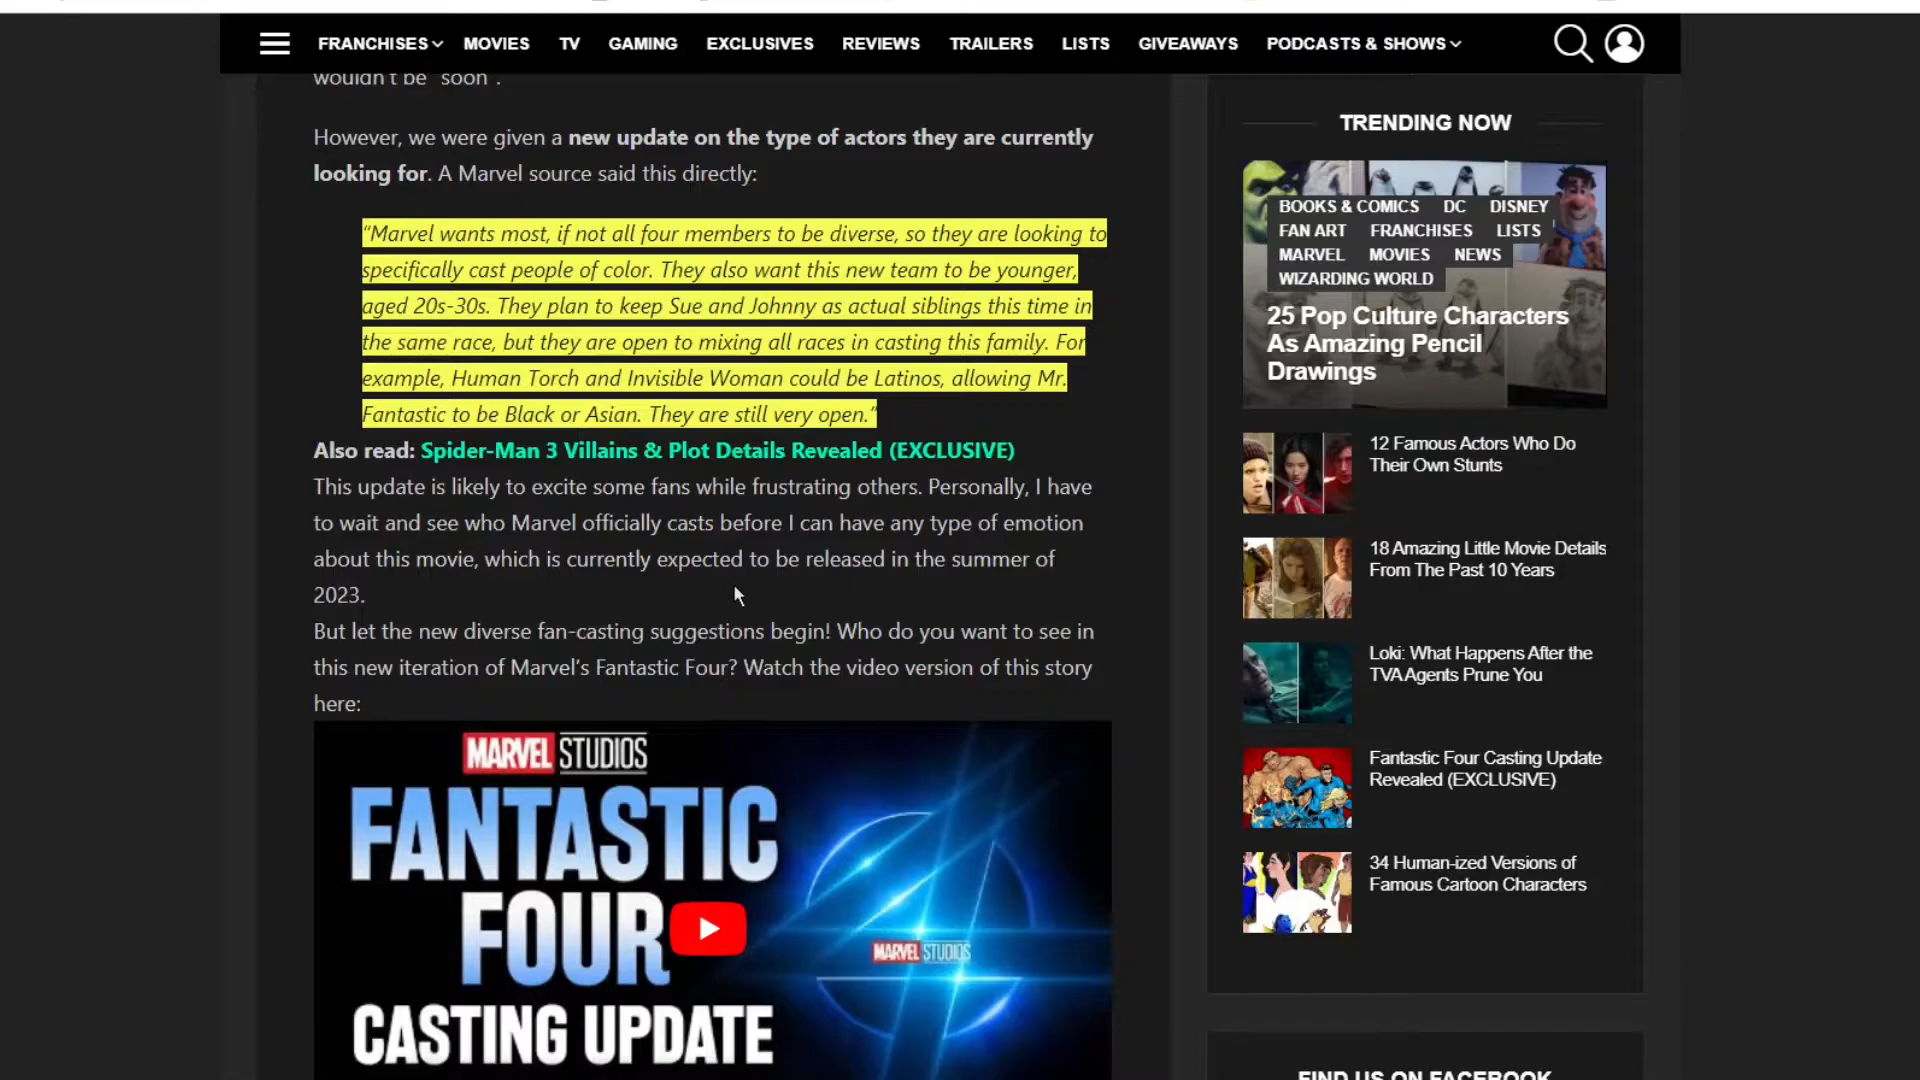 FRANCHISES MOVIES TV GAMING EXCLUSIVES REVIEWS TRAILERS LISTS GIVEAWAYS PODCASTS & SHOWS
wouldn't be "soon".
However, we were given a new update on the type of actors they are currently
looking for. A Marvel source said this directly:
"Marvel wants most, if not all four members to be diverse, so they are looking to
specifically cast people of color. They also want this new team to be younger,
aged 20s-30s. They plan to keep Sue and Johnny as actual siblings this time in
the same race, but they are open to mixing all races in casting this family. For
example, Human Torch and Invisible Woman could be Latinos, allowing Mr.
Fantastic to be Black or Asian. They are still very open."
Also read: Spider-Man 3 Villains & Plot Details Revealed (EXCLUSIVE)
This update is likely to excite some fans while frustrating others. Personally, I have
to wait and see who Marvel officially casts before I can have any type of emotion
about this movie, which is currently expected to be released in the summer of
2023.
But let the new diverse fan-casting suggestions begin! Who do you want to see in
this new iteration of Marvel's Fantastic Four? Watch the video version of this story
here:
MARVEL STUDIOS
FANTASTIC
FOUR
CASTING UPDATE
MARVEL STUDIOS
TRENDING NOW
BOOKS & COMICS DC DISNEY
FAN ART FRANCHISES LISTS
MARVEL MOVIES NEWS
WIZARDING WORLD
25 Pop Culture Characters
As Amazing Pencil
Drawings
12 Famous Actors Who Do
Their Own Stunts
18 Amazing Little Movie Details
From The Past 10 Years
Loki: What Happens After the
TVA Agents Prune You
Fantastic Four Casting Update
Revealed (EXCLUSIVE)
34 Human-ized Versions of
Famous Cartoon Characters
FIND US ON FACEBOOK